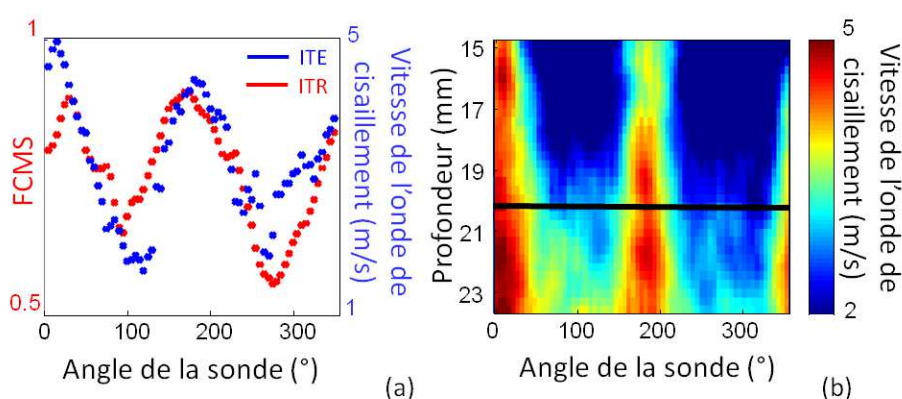 1
FCMS
0.5
ITE
ITR
5
Vitesse de l'onde de
cisaillement (m/s)
1
0
100
200
300
Angle de la sonde (°)
(a)
Profondeur (mm)
15
17
19
21
23
0
100
200
300
Angle de la sonde (°)
5
2
Vitesse de l'onde de
cisaillement (m/s)
(b)